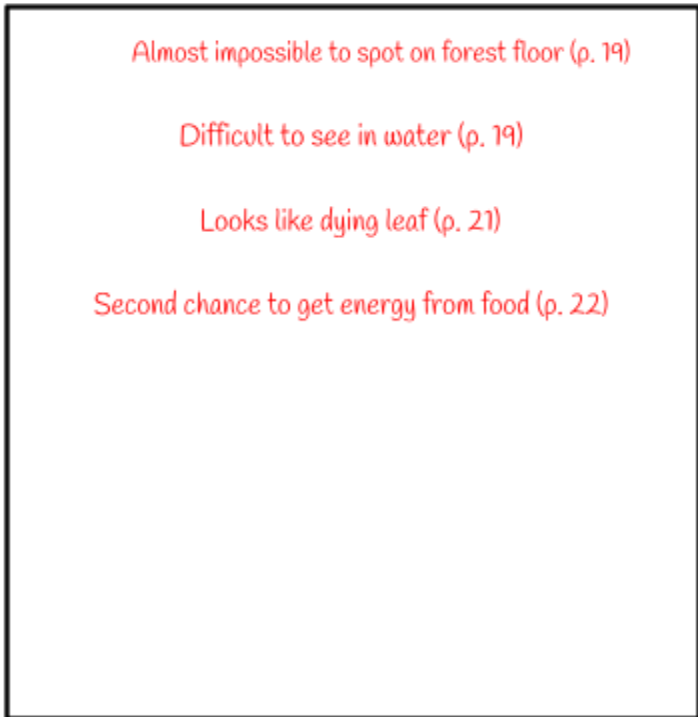 Almost impossible to spot on forest floor (p. 19)
Difficult to see in water (p. 19)
Looks like dying leaf (p. 21)
Second chance to get energy from food (p. 22)